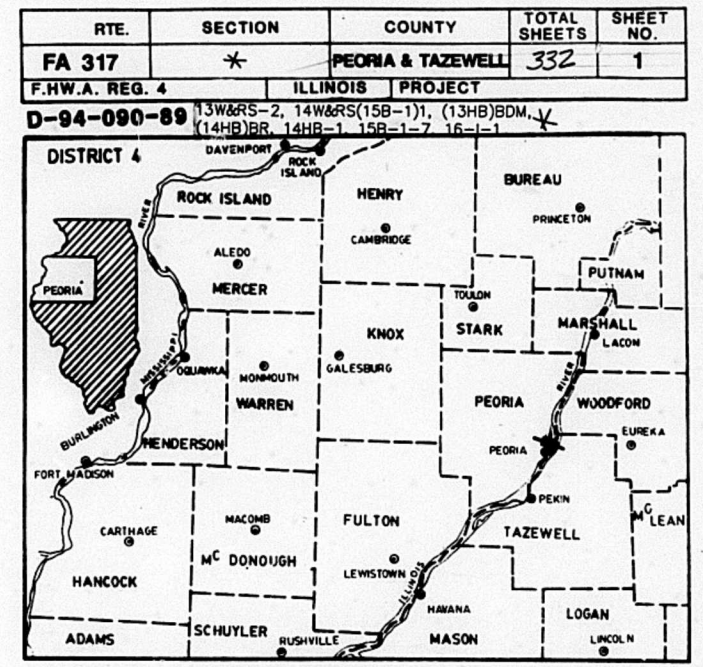 RTE.
SECTION
COUNTY
TOTAL SHEETS
SHEET NO.
FA 317
*
PEORIA & TAZEWELL
332
1
F.HW.A. REG. 4
ILLINOIS
PROJECT
D-94-090-89
13W&RS-2, 14W&RS(15B-1)1, (13HB)BDM, *
(14HB)BR, 14HB-1, 15B-1-7, 16-1-1
DISTRICT 4
DAVENPORT
ROCK
ISLAND
ROCK ISLAND
HENRY
BUREAU
PRINCETON
RIVER
CAMBRIDGE
ALEDO
MERCER
PUTNAM
PEORIA
TOULON
STARK
MARSHALL
LACON
KNOX
GALESBURG
MISSISSIPPI
OQUAWKA
MONMOUTH
WARREN
RIVER
PEORIA
WOODFORD
EUREKA
BURLINGTON
HENDERSON
PEORIA
FORT MADISON
PEKIN
CARTHAGE
MACOMB
FULTON
TAZEWELL
McLEAN
Mc DONOUGH
LEWISTOWN
HANCOCK
ILLINOIS
HAVANA
LOGAN
ADAMS
SCHUYLER
RUSHVILLE
MASON
LINCOLN